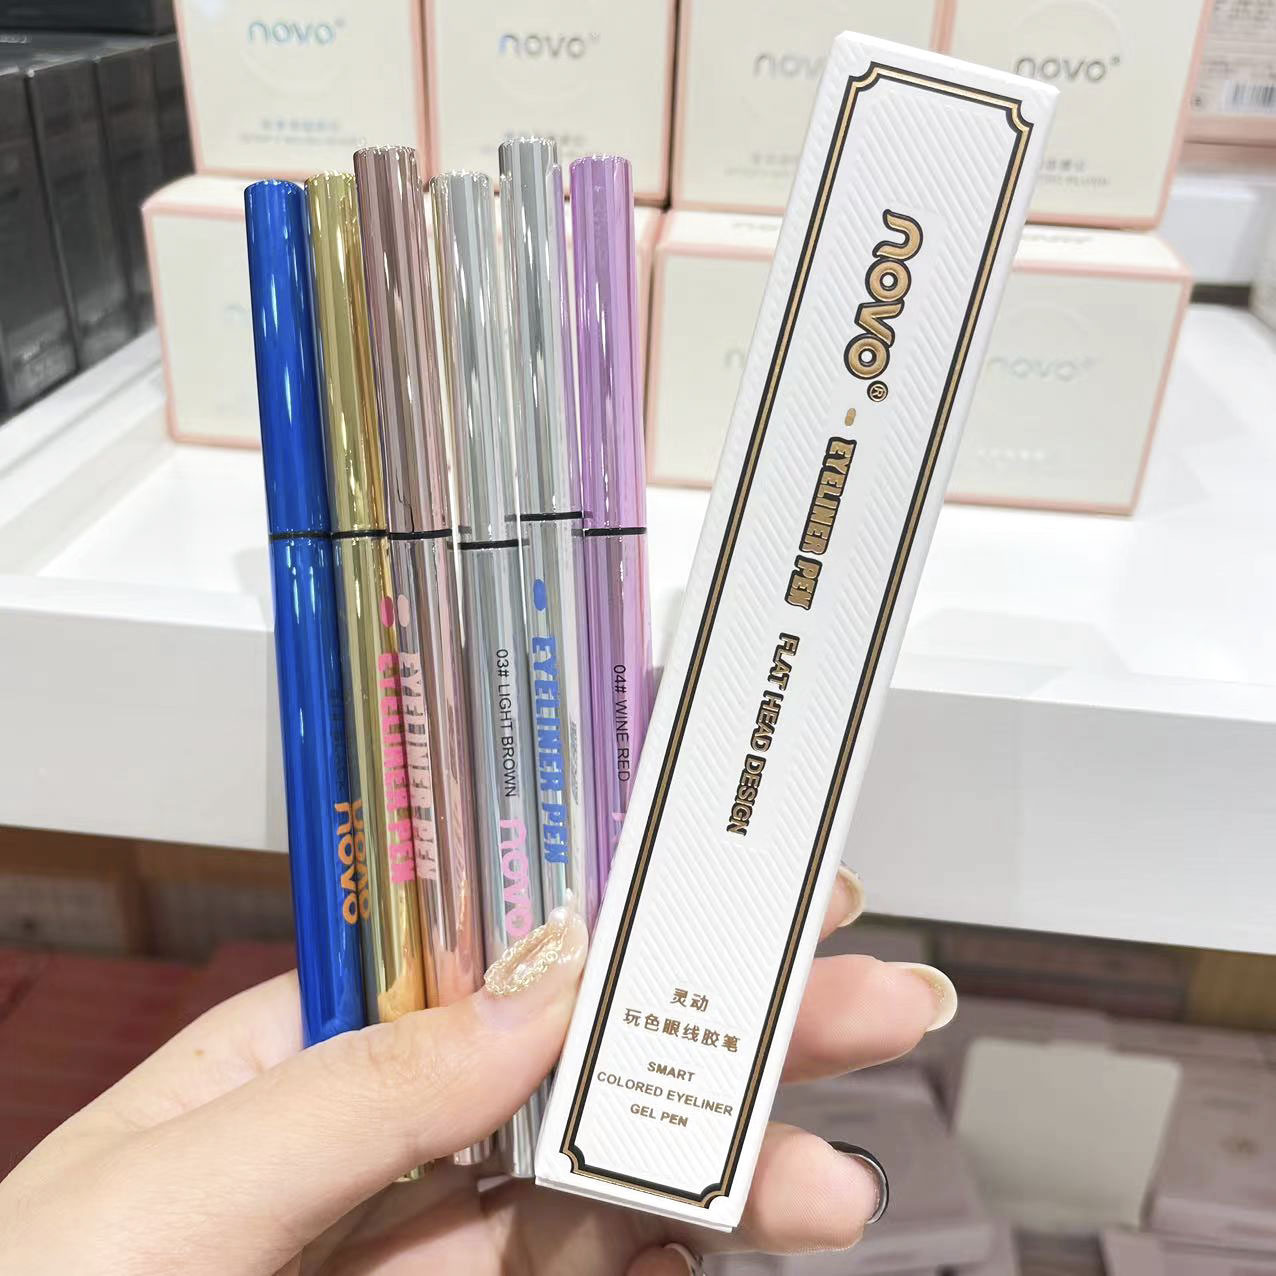 novo®
novo®
novo
novo®
novo
novo
novo
EYELINER PEN
EYELINER PEN
03# LIGHT BROWN
novo
EYELINER PEN
04# WINE RED
novo® - EYELINER PEN FLAT HEAD DESIGN
灵动
玩色眼线胶笔
SMART
COLORED EYELINER
GEL PEN